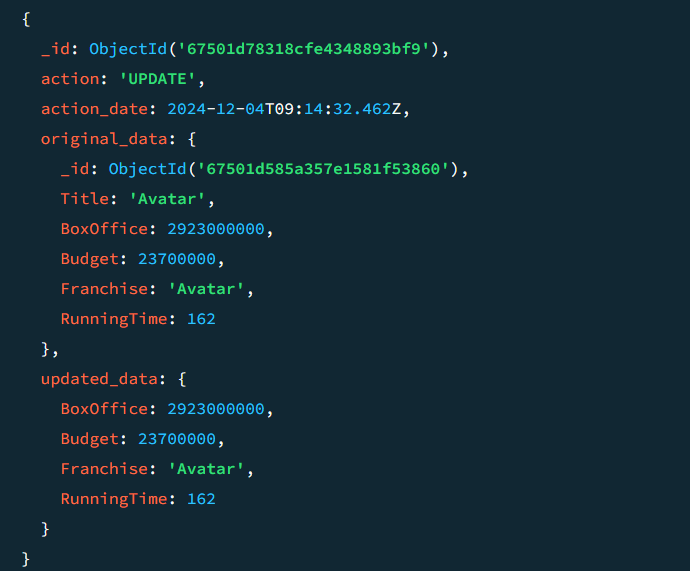 {
_id: ObjectId('67501d78318cfe4348893bf9'),
action: 'UPDATE',
action_date: 2024-12-04T09:14:32.462Z,
original_data: {
_id: ObjectId('67501d585a357e1581f53860'),
Title: 'Avatar',
BoxOffice: 2923000000,
Budget: 23700000,
Franchise: 'Avatar',
RunningTime: 162
},
updated_data: {
BoxOffice: 2923000000,
Budget: 23700000,
Franchise: 'Avatar',
RunningTime: 162
}
}